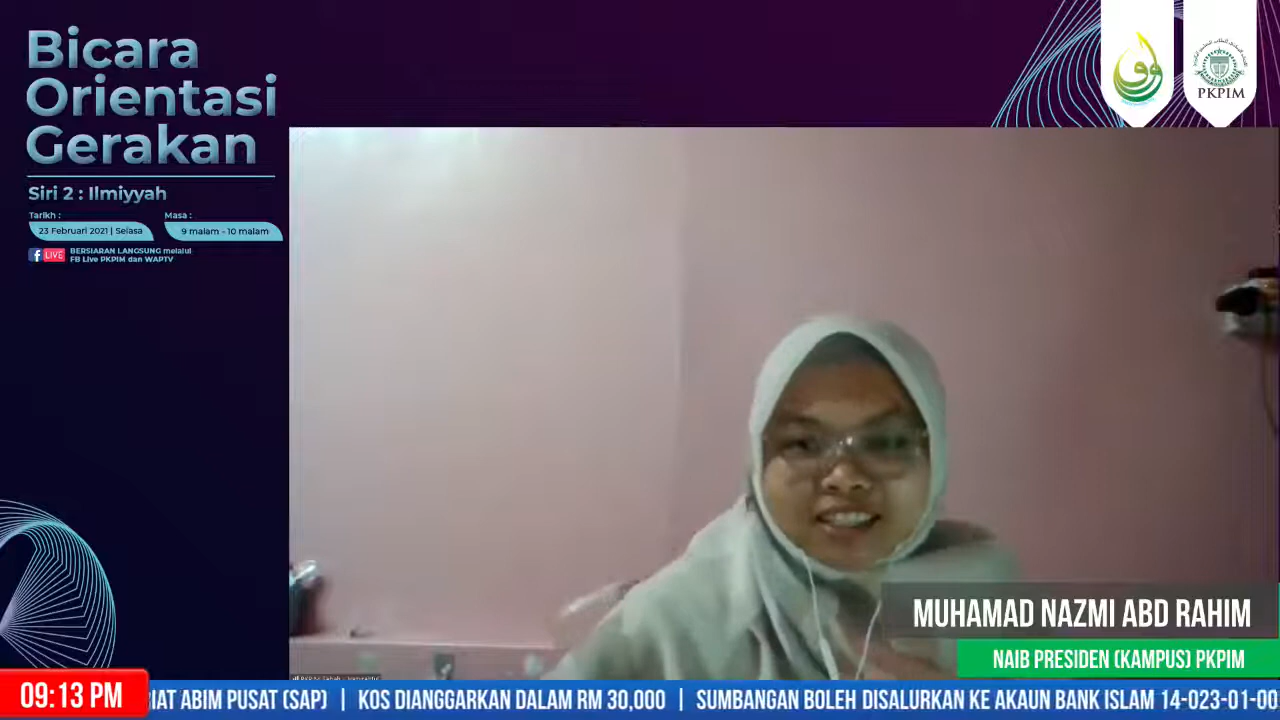 Bicara
Orientasi
Gerakan
Siri 2 : Ilmiyyah
Tarikh :
Masa :
23 Februari 2021 | Selasa
9 malam - 10 malam
f LIVE
BERSIARAN LANGSUNG melalui
FB Live PKPIM dan WAPTV
PKPIM
MUHAMAD NAZMI ABD RAHIM
NAIB PRESIDEN (KAMPUS) PKPIM
09:13 PM
RIAT ABIM PUSAT (SAP) | KOS DIANGGARKAN DALAM RM 30,000 | SUMBANGAN BOLEH DISALURKAN KE AKAUN BANK ISLAM 14-023-01-00